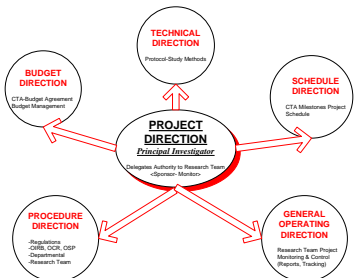 TECHNICAL
DIRECTION
Protocol-Study Methods
BUDGET
DIRECTION
CTA-Budget Agreement
Budget Management
SCHEDULE
DIRECTION
CTA Milestones Project
Schedule
PROJECT
DIRECTION
Principal Investigator
Delegates Authority to Research Team
<Sponsor- Monitor>
PROCEDURE
DIRECTION
-Regulations
-OIRB, OCR, OSP
-Departmental
-Research Team
GENERAL
OPERATING
DIRECTION
Research Team Project
Monitoring & Control
(Reports, Tracking)